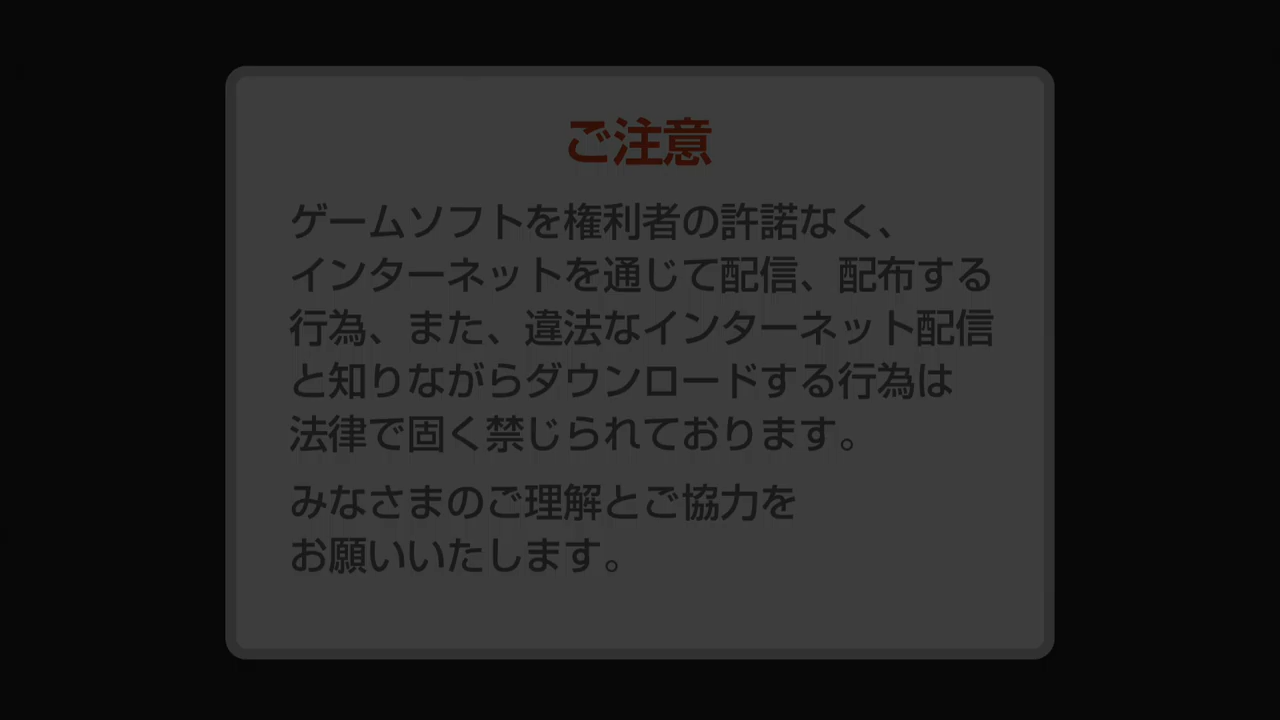 ご注意
ゲームソフトを権利者の許諾なく、
インターネットを通じて配信、配布する
行為、また、違法なインターネット配信
と知りながらダウンロードする行為は
法律で固く禁じられております。
みなさまのご理解とご協力を
お願いいたします。